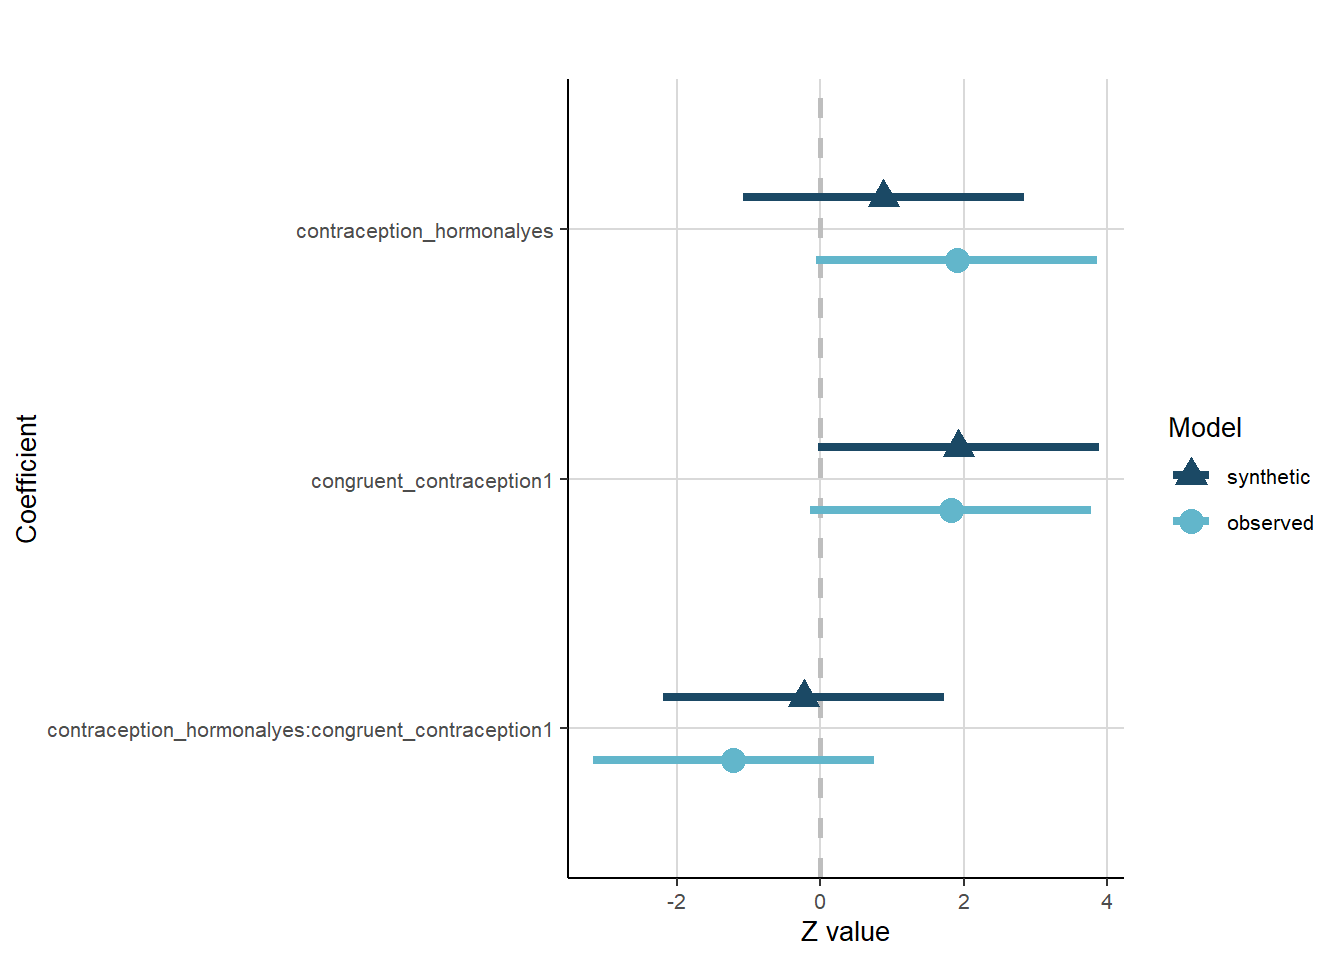 contraception_hormonalyes
congruent_contraception1
contraception_hormonalyes:congruent_contraception1
Coefficient
-2
0
2
4
Z value
Model
synthetic
observed